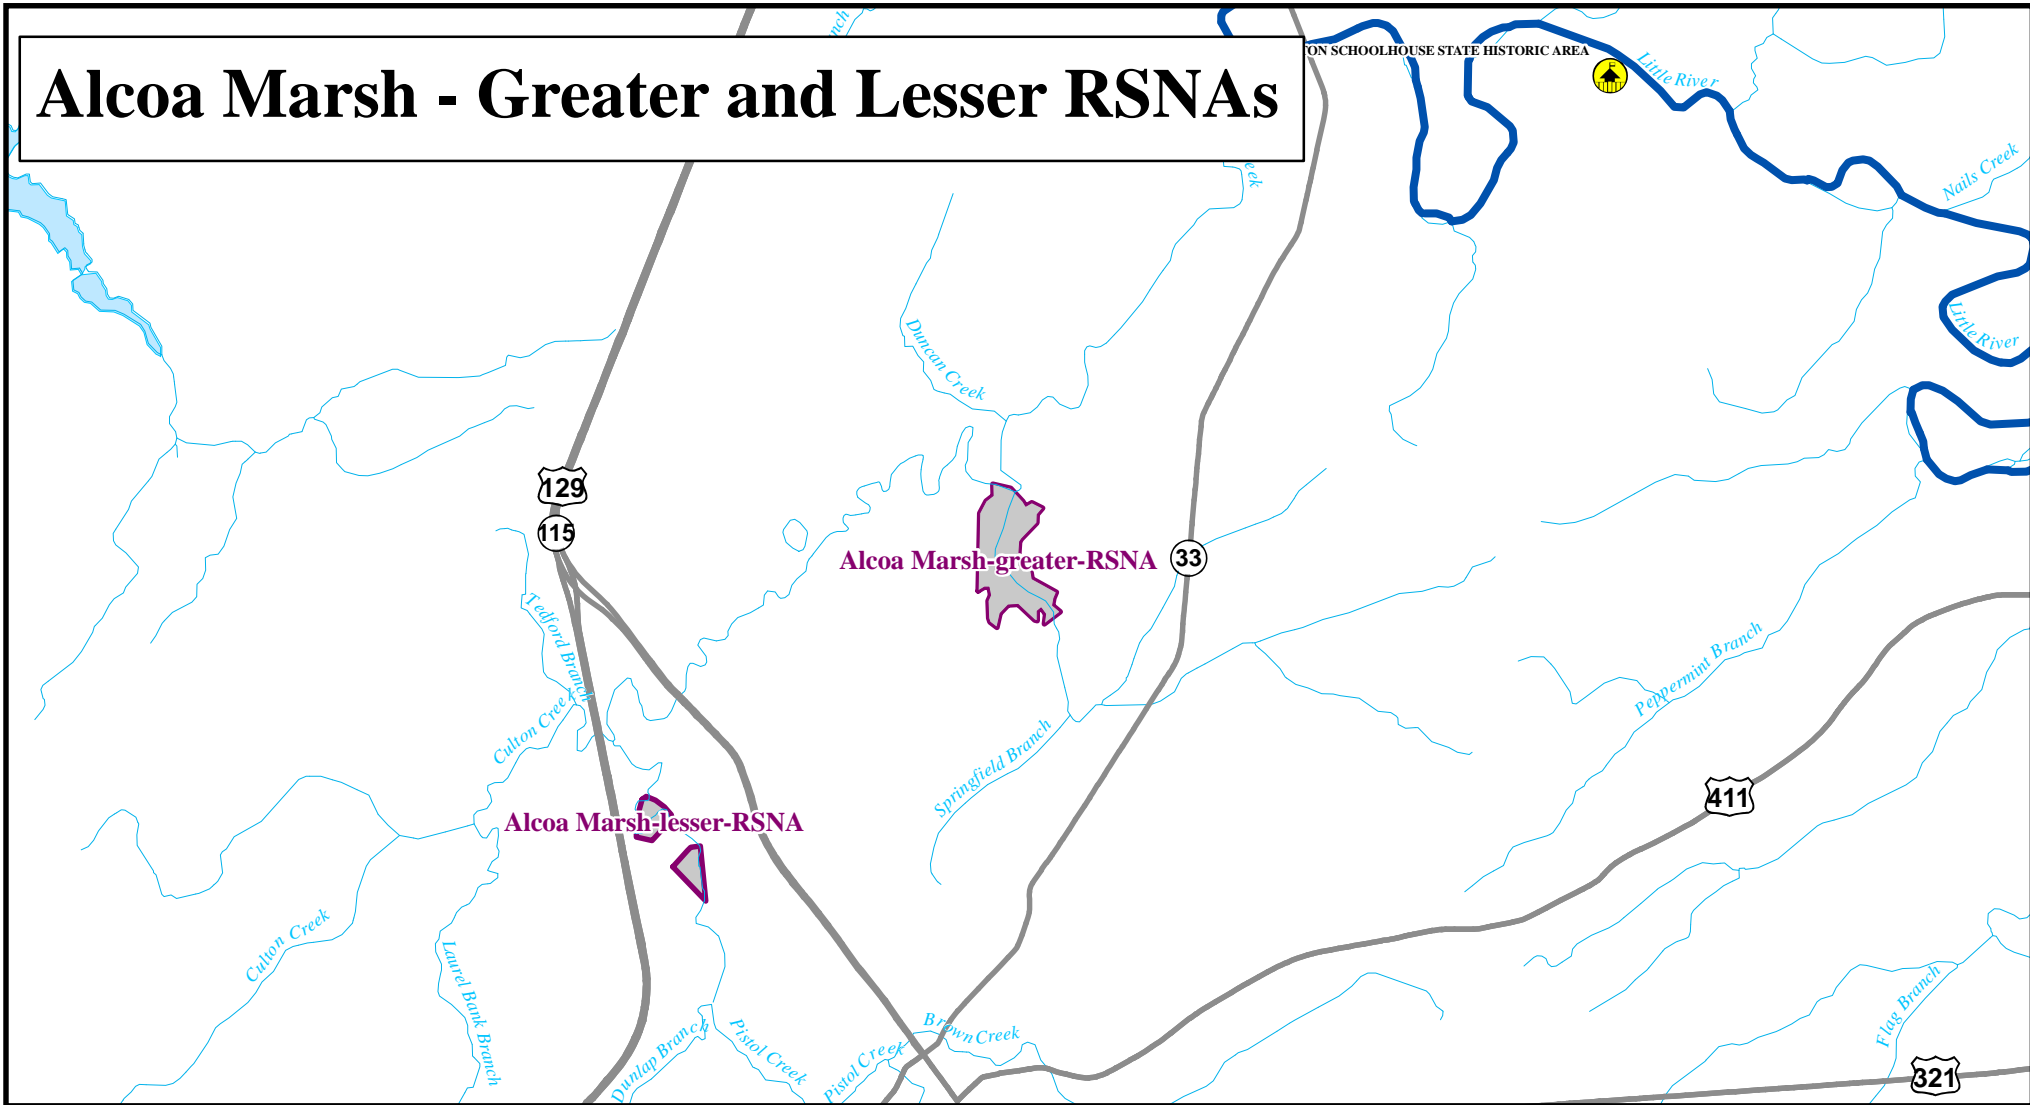 Alcoa Marsh - Greater and Lesser RSNAs
TON SCHOOLHOUSE STATE HISTORIC AREA
Little River
Nails Creek
Little River
Duncan Creek
129
115
Alcoa Marsh-greater-RSNA
33
Tedford Branch
Culton Creek
Peppermint Branch
Springfield Branch
411
Alcoa Marsh-lesser-RSNA
Culton Creek
Laurel Bank Branch
Flag Branch
Dunlap Branch
Pistol Creek
Pistol Creek
Brown Creek
321